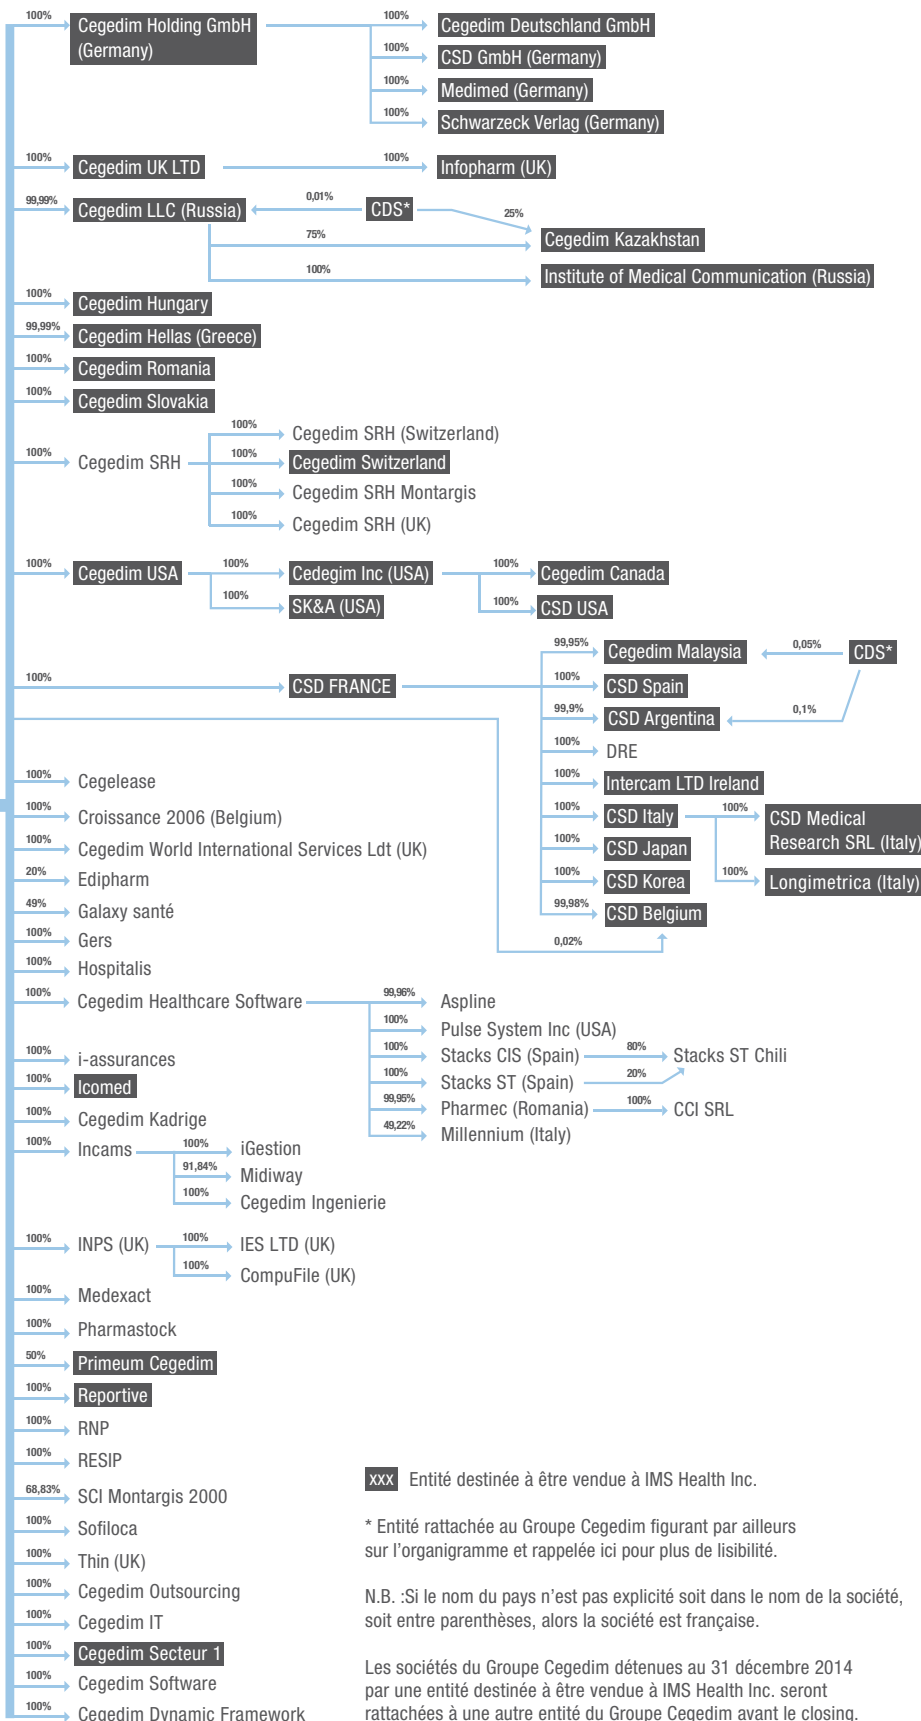 100% Cegedim Holding GmbH (Germany)
100% Cegedim Deutschland GmbH
100% CSD GmbH (Germany)
100% Medimed (Germany)
100% Schwarzeck Verlag (Germany)
100% Cegedim UK LTD 100% Infopharm (UK)
99,99% Cegedim LLC (Russia) 0,01% CDS* 25%
75% Cegedim Kazakhstan
100% Institute of Medical Communication (Russia)
100% Cegedim Hungary
99,99% Cegedim Hellas (Greece)
100% Cegedim Romania
100% Cegedim Slovakia
100% Cegedim SRH
100% Cegedim SRH (Switzerland)
100% Cegedim Switzerland
100% Cegedim SRH Montargis
100% Cegedim SRH (UK)
100% Cegedim USA 100% Cedegim Inc (USA) 100% Cegedim Canada
100% SK&A (USA) 100% CSD USA
100% CSD FRANCE
99,95% Cegedim Malaysia 0,05% CDS*
100% CSD Spain
99,9% CSD Argentina 0,1%
100% DRE
100% Intercam LTD Ireland
100% CSD Italy 100% CSD Medical
Research SRL (Italy)
100% CSD Japan
100% CSD Korea 100% Longimetrica (Italy)
99,98% CSD Belgium
0,02%
100% Cegelease
100% Croissance 2006 (Belgium)
100% Cegedim World International Services Ldt (UK)
20% Edipharm
49% Galaxy santé
100% Gers
100% Hospitalis
100% Cegedim Healthcare Software
99,96% Aspline
100% Pulse System Inc (USA)
100% Stacks CIS (Spain) 80% Stacks ST Chili
100% Stacks ST (Spain) 20%
99,95% Pharmec (Romania) 100% CCI SRL
49,22% Millennium (Italy)
100% i-assurances
100% Icomed
100% Cegedim Kadrige
100% Incams 100% iGestion
91,84% Midiway
100% Cegedim Ingenierie
100% INPS (UK) 100% IES LTD (UK)
100% CompuFile (UK)
100% Medexact
100% Pharmastock
50% Primeum Cegedim
100% Reportive
100% RNP
100% RESIP
68,83% SCI Montargis 2000
100% Sofiloca
100% Thin (UK)
100% Cegedim Outsourcing
100% Cegedim IT
100% Cegedim Secteur 1
100% Cegedim Software
100% Cegedim Dynamic Framework
xxx Entité destinée à être vendue à IMS Health Inc.
* Entité rattachée au Groupe Cegedim figurant par ailleurs
sur l'organigramme et rappelée ici pour plus de lisibilité.
N.B. :Si le nom du pays n'est pas explicité soit dans le nom de la société,
soit entre parenthèses, alors la société est française.
Les sociétés du Groupe Cegedim détenues au 31 décembre 2014
par une entité destinée à être vendue à IMS Health Inc. seront
rattachées à une autre entité du Groupe Cegedim avant le closing.